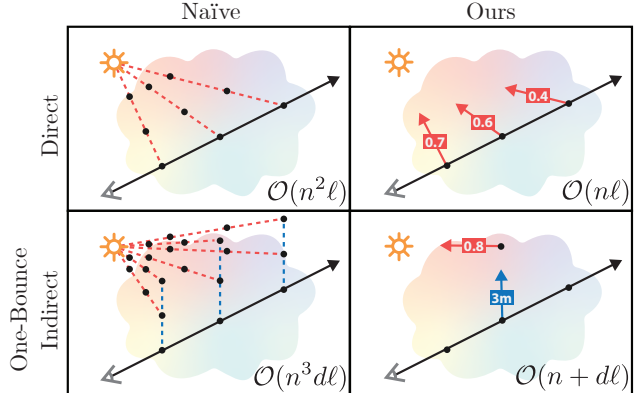 Naïve
Ours
Direct
0.7
0.6
0.4
𝒪(n²ℓ)
𝒪(nℓ)
One-Bounce
Indirect
0.8
3m
𝒪(n³dℓ)
𝒪(n + dℓ)